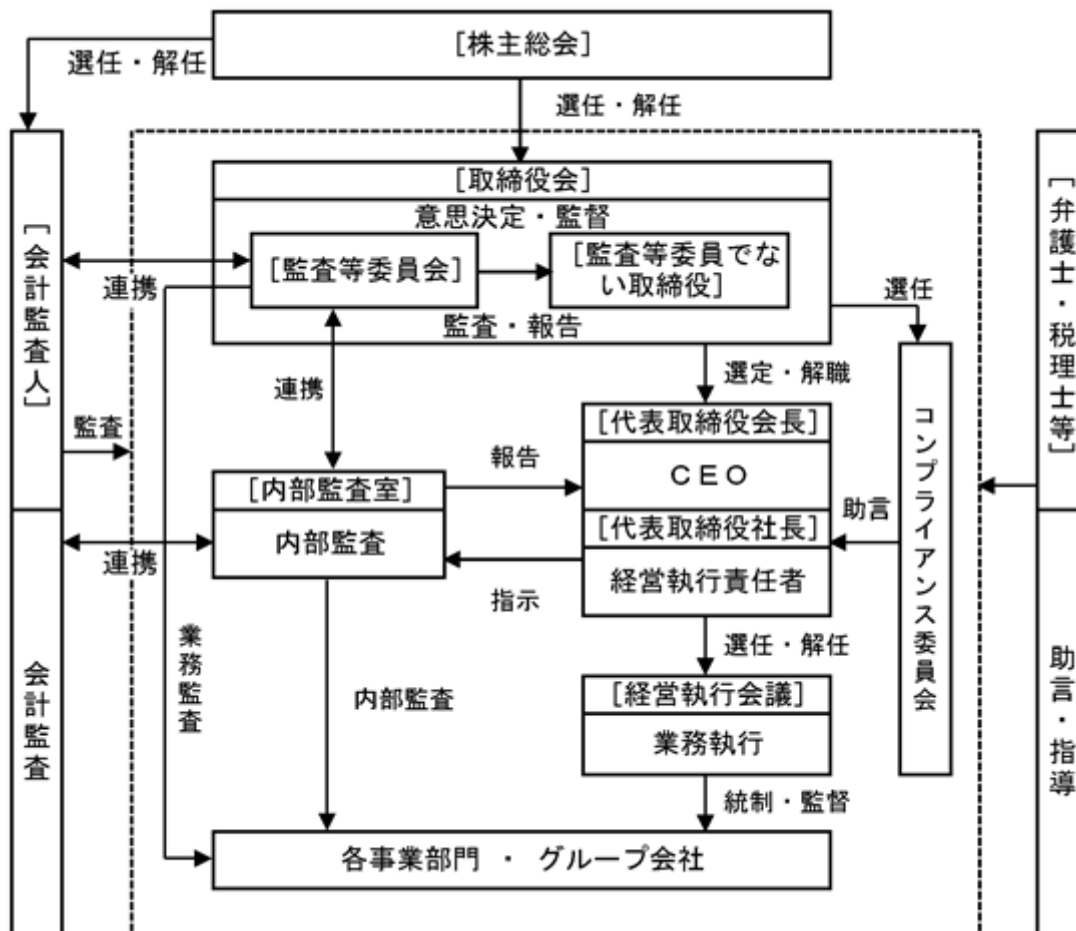 [株主総会]
選任・解任
選任・解任
[取締役会]
意思決定・監督
[監査等委員会]
[監査等委員でな
い取締役]
監査・報告
[会計監査人]
会計監査
連携
監査
連携
業務監査
連携
選任
選定・解職
[代表取締役会長]
CEO
[代表取締役社長]
経営執行責任者
報告
指示
[内部監査室]
内部監査
内部監査
助言
コンプライアンス委員会
選任・解任
[経営執行会議]
業務執行
統制・監督
各事業部門 ・ グループ会社
[弁護士・税理士等]
助言・指導